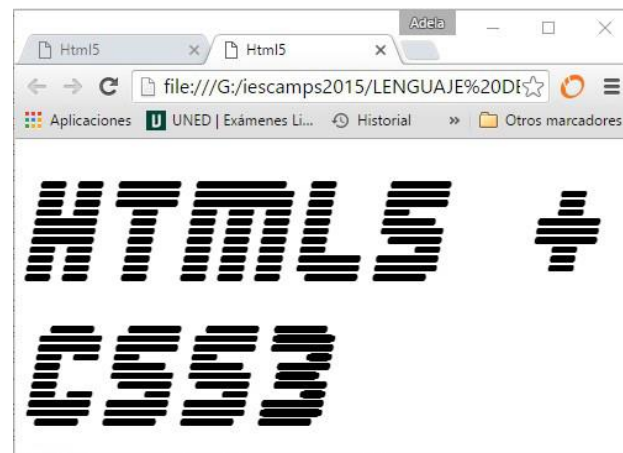 Adela
Html5 Html5
file:///G:/iescamps2015/LENGUAJE%20DE
Aplicaciones UNED | Exámenes Li... Historial » Otros marcadores
HTML5 +
CSS3